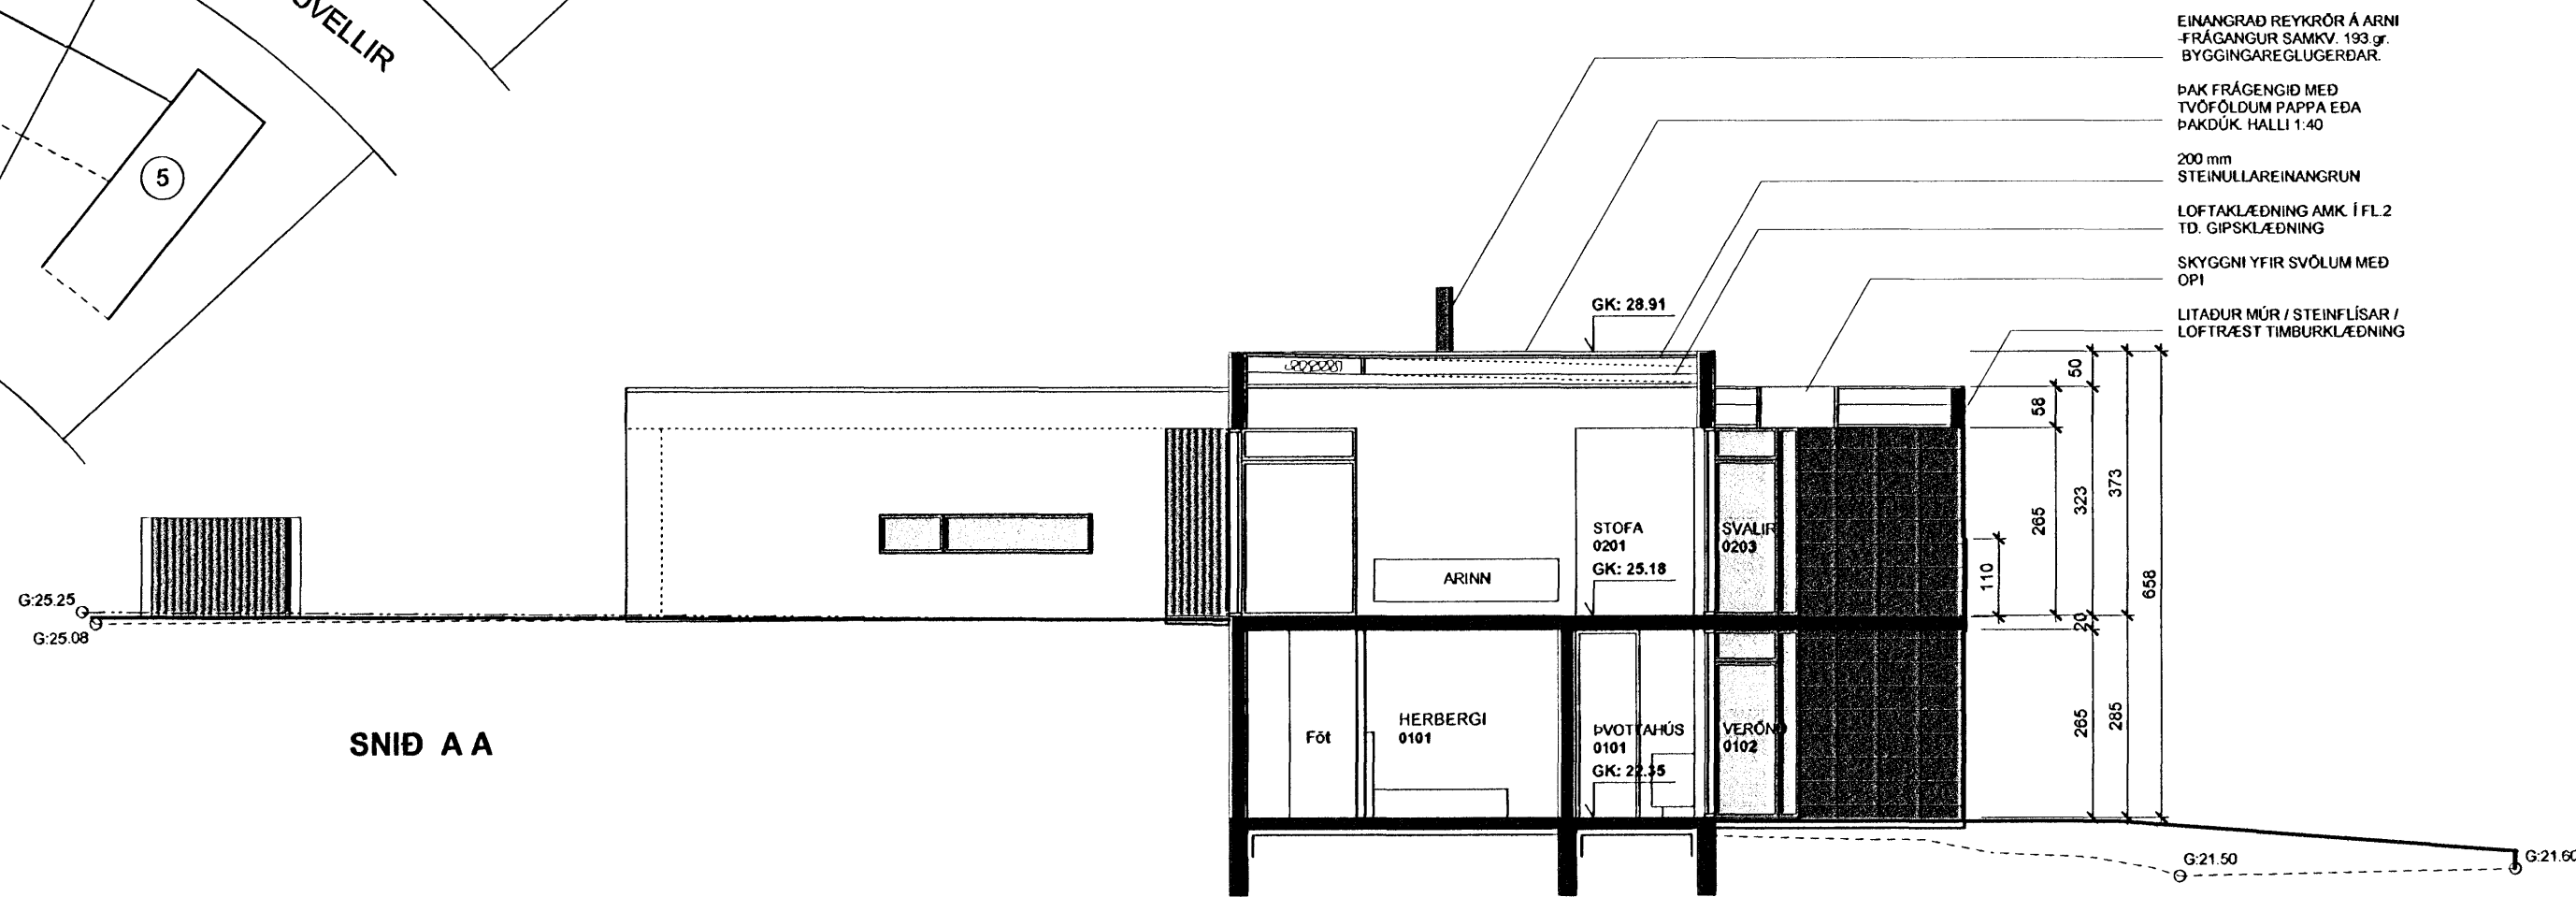 ÐVELLIR
5
EINANGRAÐ REYKRÖR Á ARNI
-FRÁGANGUR SAMKV. 193.gr.
BYGGINGAREGLUGERÐAR.
ÞAK FRÁGENGIÐ MEÐ
TVÖFÖLDUM PAPPA EÐA
ÞAKDÚK. HALLI 1:40
200 mm
STEINULLAREINANGRUN
LOFTAKLÆÐNING AMK. Í FL.2
TD. GIPSKLÆÐNING
SKYGGNI YFIR SVÖLUM MEÐ
OPI
LITAÐUR MÚR / STEINFLÍSAR /
LOFTRÆST TIMBURKLÆÐNING
GK: 28.91
50
58
373
323
265
110
658
20
265
285
STOFA
0201
GK: 25.18
SVALIR
0203
ARINN
G:25.25
G:25.08
Föt
HERBERGI
0101
ÞVOTTAHÚS
0101
GK: 22.35
VERÖND
0102
SNIÐ A A
G:21.50
G:21.60